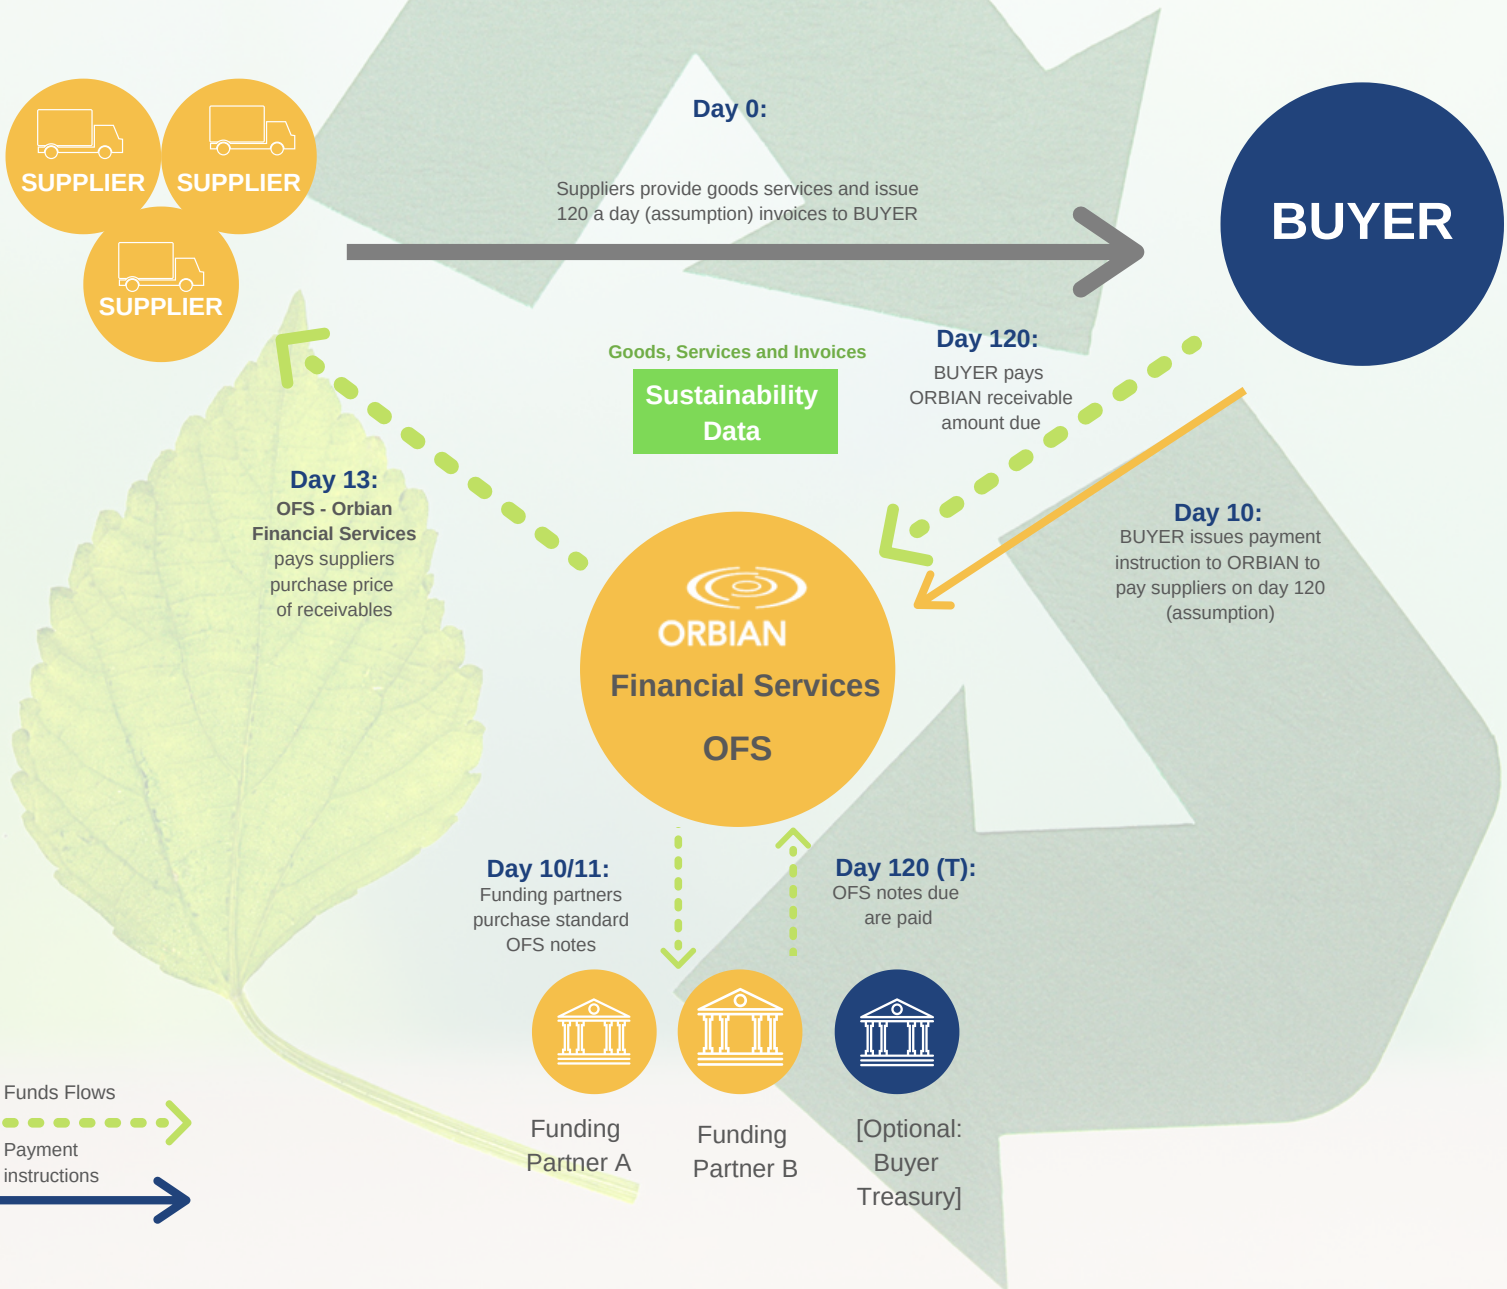 Day 0:
SUPPLIER
SUPPLIER
SUPPLIER
Suppliers provide goods services and issue
120 a day (assumption) invoices to BUYER
BUYER
Goods, Services and Invoices
Sustainability
Data
Day 120:
BUYER pays
ORBIAN receivable
amount due
Day 13:
OFS - Orbian
Financial Services
pays suppliers
purchase price
of receivables
Day 10:
BUYER issues payment
instruction to ORBIAN to
pay suppliers on day 120
(assumption)
ORBIAN
Financial Services
OFS
Day 10/11:
Funding partners
purchase standard
OFS notes
Day 120 (T):
OFS notes due
are paid
Funding
Partner A
Funding
Partner B
[Optional:
Buyer
Treasury]
Funds Flows
Payment
instructions